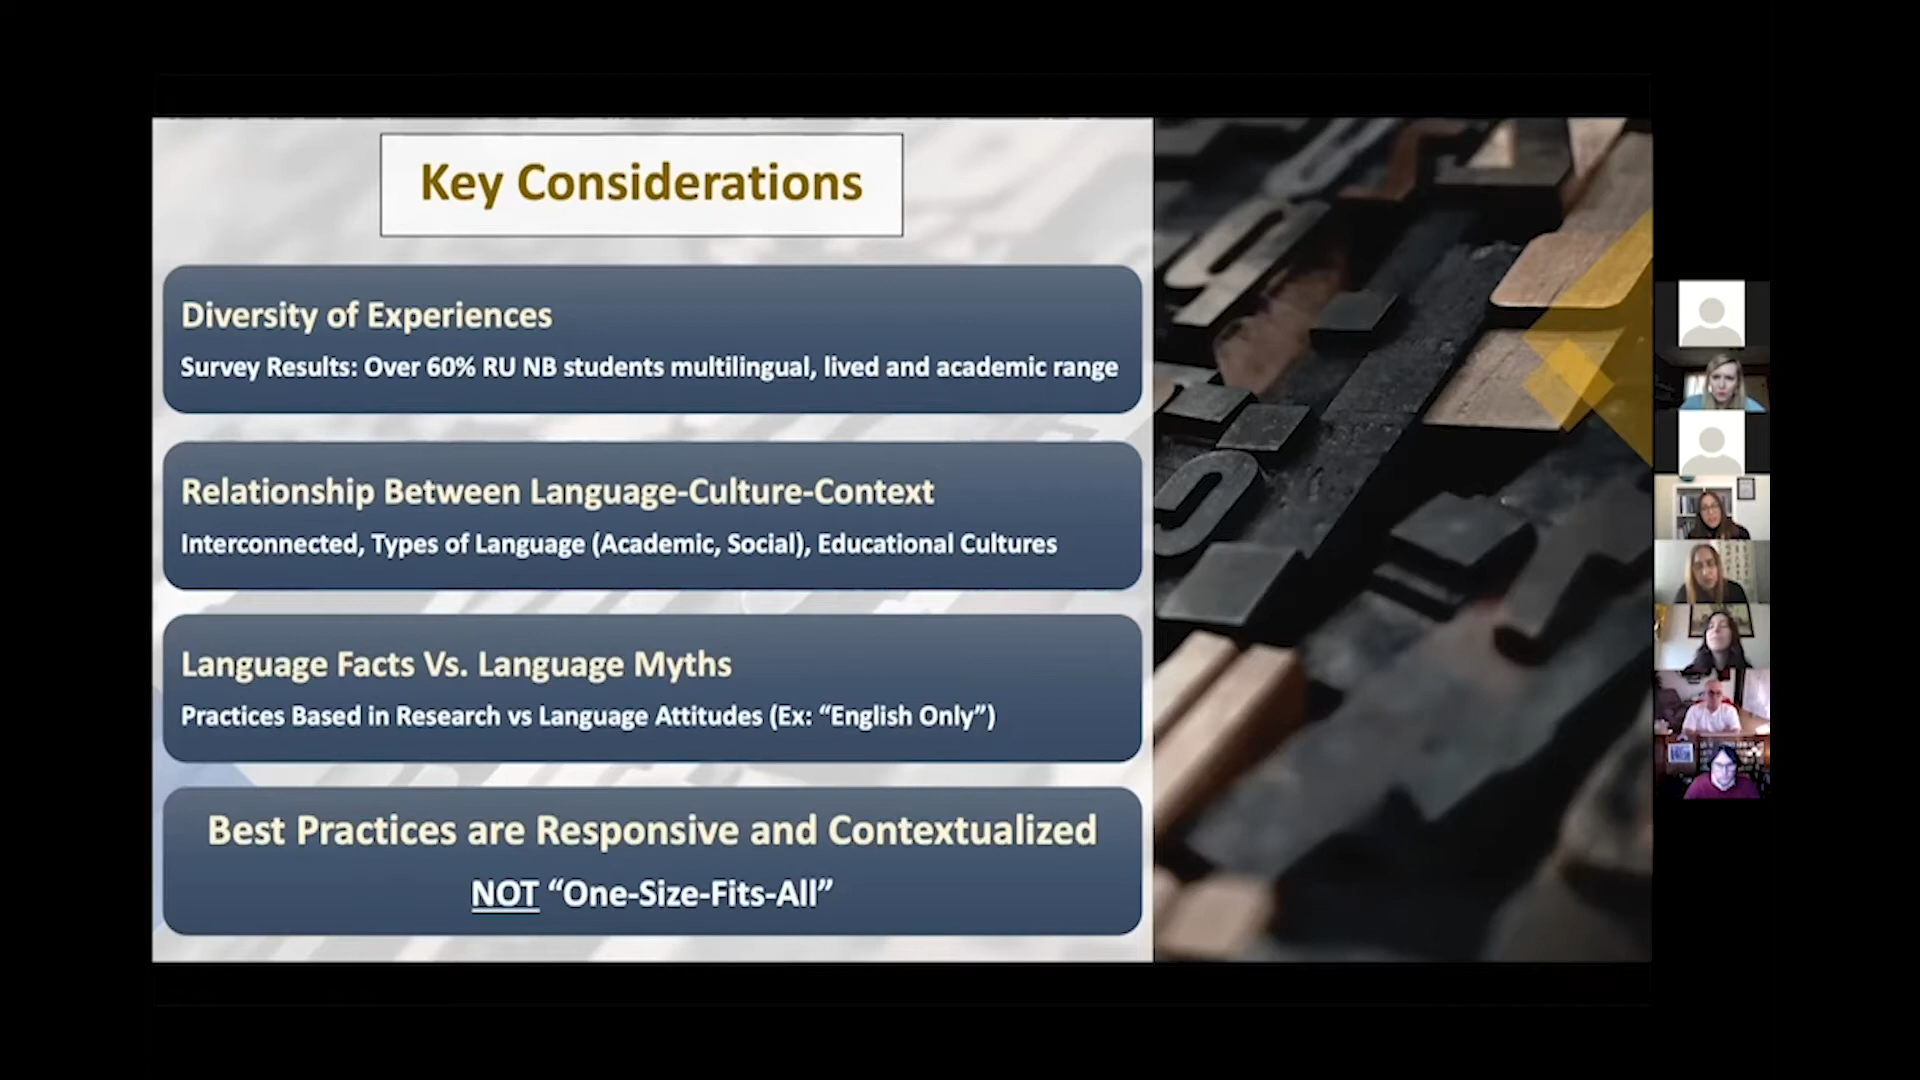 Key Considerations
Diversity of Experiences
Survey Results: Over 60% RU NB students multilingual, lived and academic range
Relationship Between Language-Culture-Context
Interconnected, Types of Language (Academic, Social), Educational Cultures
Language Facts Vs. Language Myths
Practices Based in Research vs Language Attitudes (Ex: “English Only”)
Best Practices are Responsive and Contextualized
NOT “One-Size-Fits-All”